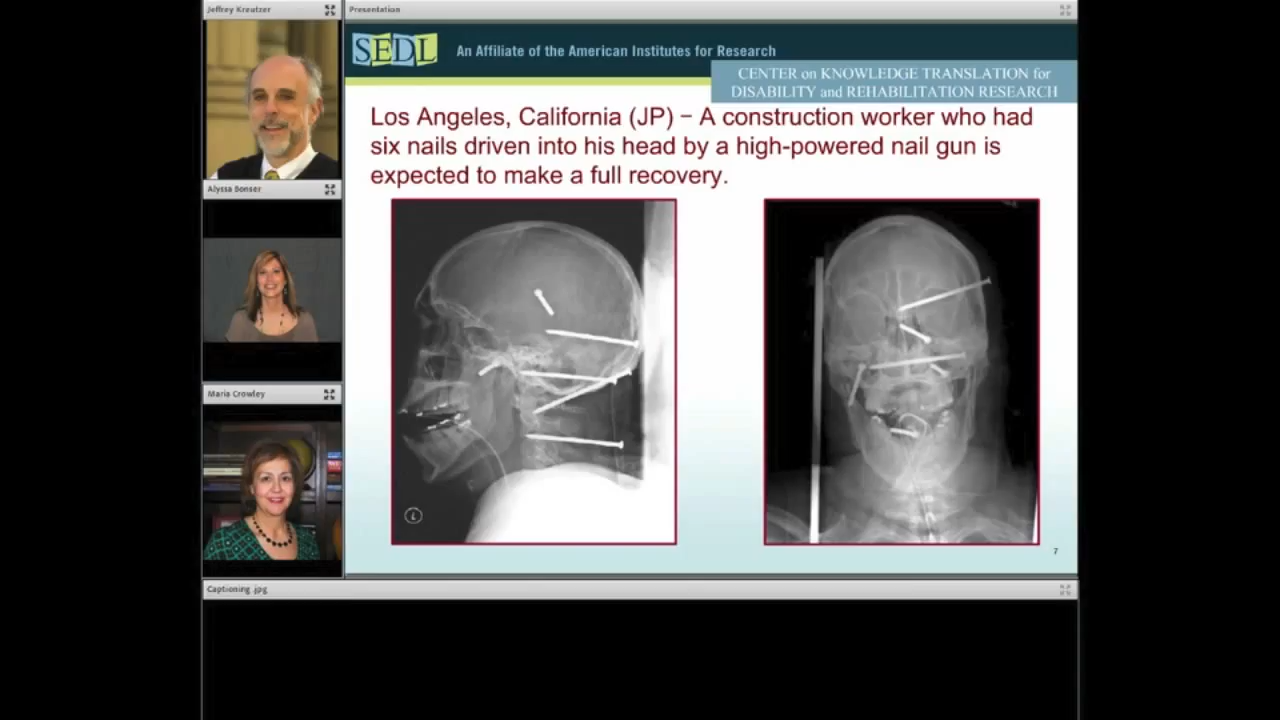 Jeffrey Kreutzer
Presentation
SEDL
An Affiliate of the American Institutes for Research
CENTER on KNOWLEDGE TRANSLATION for
DISABILITY and REHABILITATION RESEARCH
Los Angeles, California (JP) – A construction worker who had
six nails driven into his head by a high-powered nail gun is
expected to make a full recovery.
Alyssa Bonser
Maria Crowley
L
7
Captioning .jpg